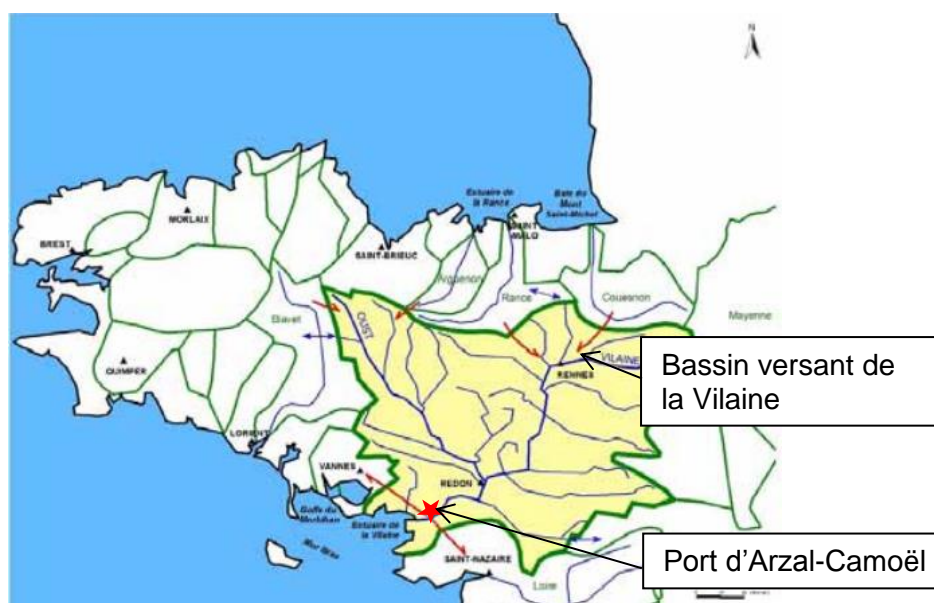 N
Estuaire de
la Rance
Baie du
Mont
Saint-Michel
SAINT
MALO
MORLAIX
BREST
SAINT-BRIEUC
Arguenon
Rance
Couesnon
Mayenne
Blavet
OUST
VILAINE
RENNES
Bassin versant de
la Vilaine
QUIMPER
LORIENT
VANNES
REDON
Golfe du
Morbihan
Estuaire de
la Vilaine
SAINT-NAZAIRE
Loire
Port d'Arzal-Camoël